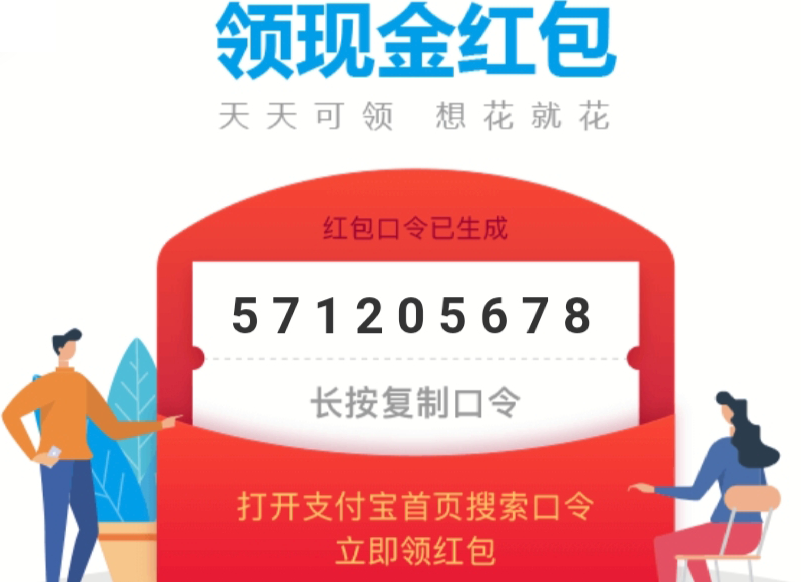 领现金红包
天天可领 想花就花
红包口令已生成
571205678
长按复制口令
打开支付宝首页搜索口令
立即领红包